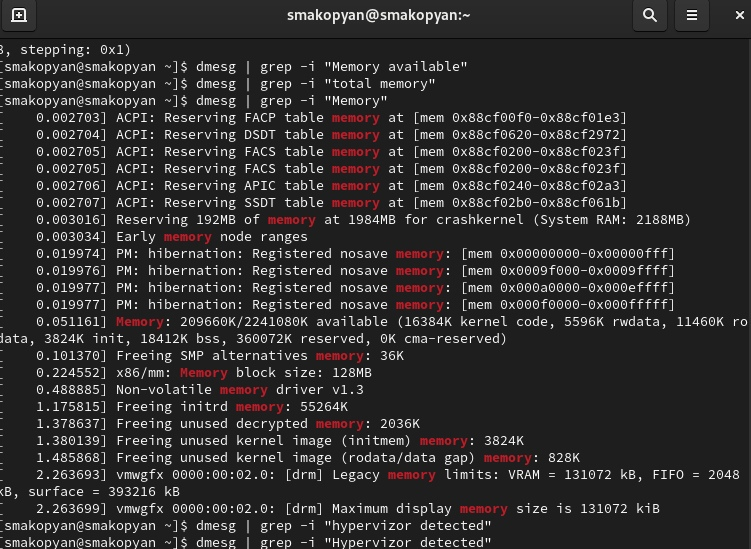 smakopyan@smakopyan:~
3, stepping: 0x1)
[smakopyan@smakopyan ~]$ dmesg | grep -i "Memory available"
[smakopyan@smakopyan ~]$ dmesg | grep -i "total memory"
[smakopyan@smakopyan ~]$ dmesg | grep -i "Memory"
[    0.002703] ACPI: Reserving FACP table memory at [mem 0x88cf00f0-0x88cf01e3]
[    0.002704] ACPI: Reserving DSDT table memory at [mem 0x88cf0620-0x88cf2972]
[    0.002705] ACPI: Reserving FACS table memory at [mem 0x88cf0200-0x88cf023f]
[    0.002705] ACPI: Reserving FACS table memory at [mem 0x88cf0200-0x88cf023f]
[    0.002706] ACPI: Reserving APIC table memory at [mem 0x88cf0240-0x88cf02a3]
[    0.002707] ACPI: Reserving SSDT table memory at [mem 0x88cf02b0-0x88cf061b]
[    0.003016] Reserving 192MB of memory at 1984MB for crashkernel (System RAM: 2188MB)
[    0.003034] Early memory node ranges
[    0.019974] PM: hibernation: Registered nosave memory: [mem 0x00000000-0x00000fff]
[    0.019976] PM: hibernation: Registered nosave memory: [mem 0x0009f000-0x0009ffff]
[    0.019977] PM: hibernation: Registered nosave memory: [mem 0x000a0000-0x000effff]
[    0.019977] PM: hibernation: Registered nosave memory: [mem 0x000f0000-0x000fffff]
[    0.051161] Memory: 209660K/2241080K available (16384K kernel code, 5596K rwdata, 11460K ro
data, 3824K init, 18412K bss, 360072K reserved, 0K cma-reserved)
[    0.101370] Freeing SMP alternatives memory: 36K
[    0.224552] x86/mm: Memory block size: 128MB
[    0.488885] Non-volatile memory driver v1.3
[    1.175815] Freeing initrd memory: 55264K
[    1.378637] Freeing unused decrypted memory: 2036K
[    1.380139] Freeing unused kernel image (initmem) memory: 3824K
[    1.485868] Freeing unused kernel image (rodata/data gap) memory: 828K
[    2.263693] vmwgfx 0000:00:02.0: [drm] Legacy memory limits: VRAM = 131072 kB, FIFO = 2048
kB, surface = 393216 kB
[    2.263699] vmwgfx 0000:00:02.0: [drm] Maximum display memory size is 131072 kiB
[smakopyan@smakopyan ~]$ dmesg | grep -i "hypervizor detected"
[smakopyan@smakopyan ~]$ dmesg | grep -i "Hypervizor detected"